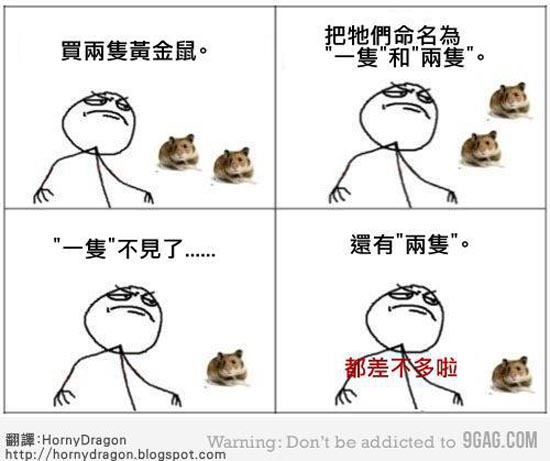 買兩隻黃金鼠。
把牠們命名為
"一隻"和"兩隻"。
"一隻"不見了......
還有"兩隻"。
都差不多啦
翻譯:HornyDragon
http://hornydragon.blogspot.com
Warning: Don't be addicted to 9GAG.COM